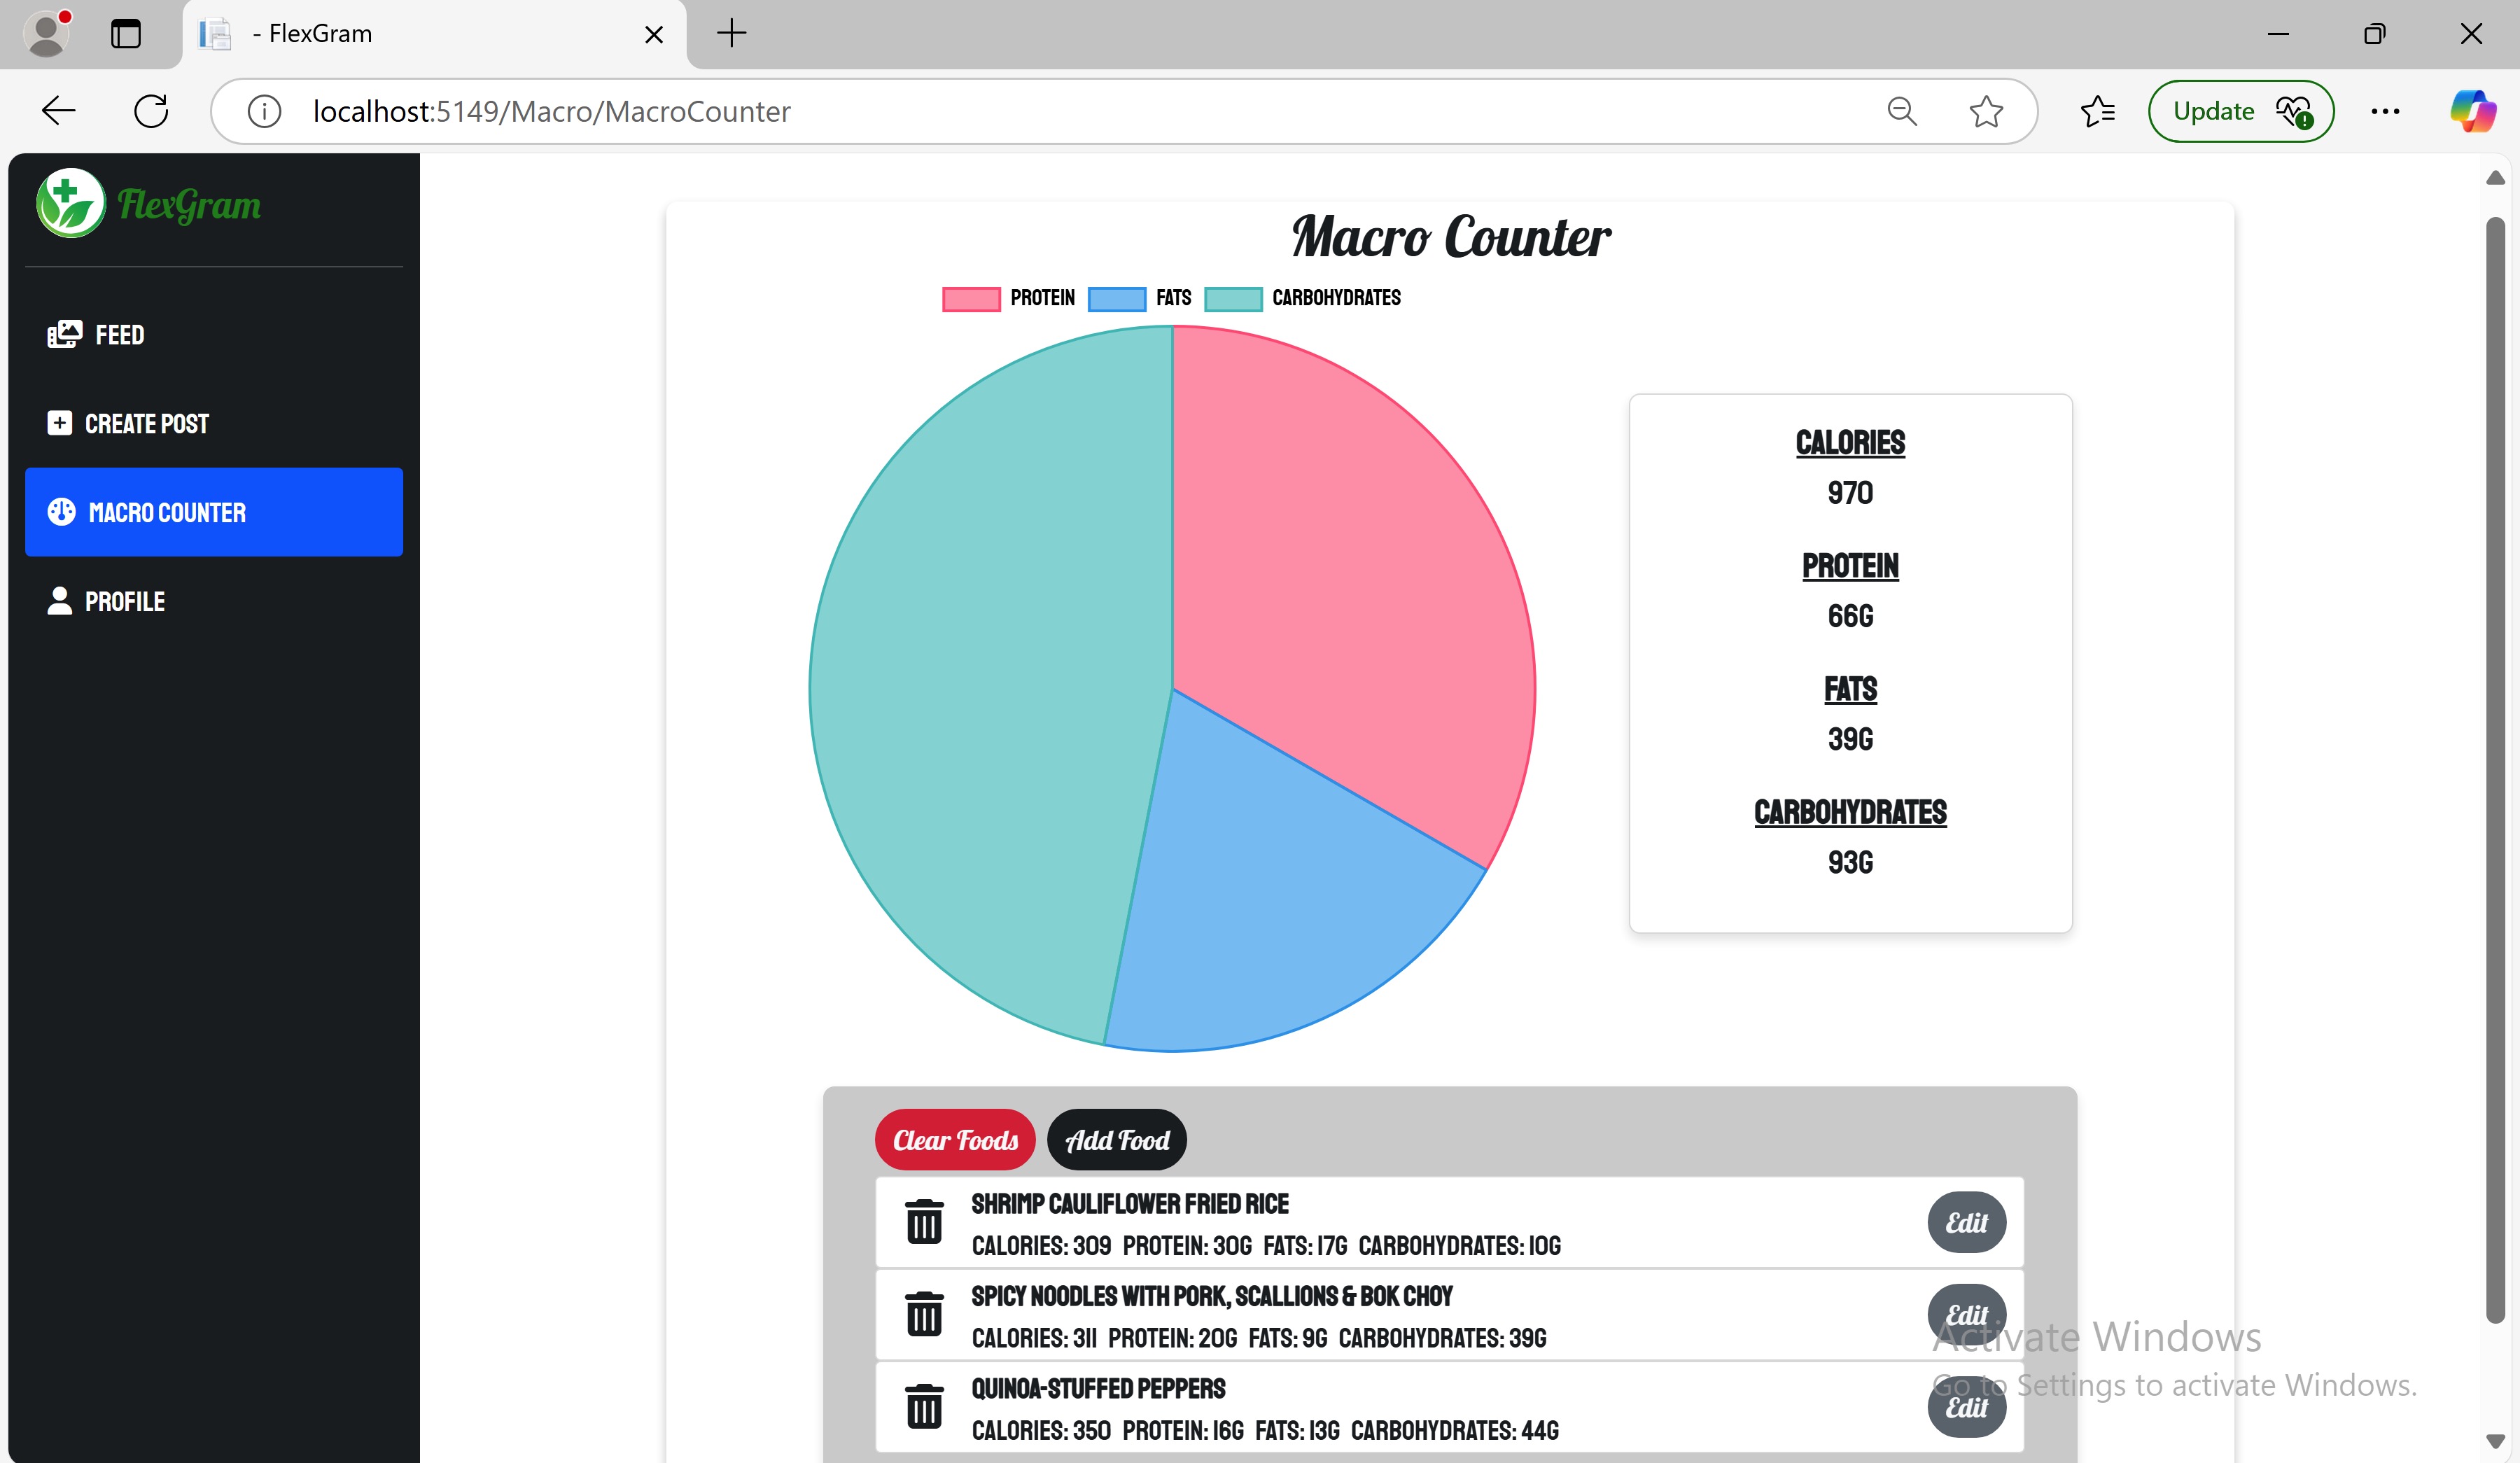 - FlexGram
localhost:5149/Macro/MacroCounter
Update
FlexGram
FEED
CREATE POST
MACRO COUNTER
PROFILE
Macro Counter
PROTEIN FATS CARBOHYDRATES
CALORIES
970
PROTEIN
66G
FATS
39G
CARBOHYDRATES
93G
Clear Foods Add Food
SHRIMP CAULIFLOWER FRIED RICE
CALORIES: 309 PROTEIN: 30G FATS: 17G CARBOHYDRATES: 10G
Edit
SPICY NOODLES WITH PORK, SCALLIONS & BOK CHOY
CALORIES: 311 PROTEIN: 20G FATS: 9G CARBOHYDRATES: 39G
Edit
QUINOA-STUFFED PEPPERS
CALORIES: 350 PROTEIN: 16G FATS: 13G CARBOHYDRATES: 44G
Edit
Activate Windows
Go to Settings to activate Windows.